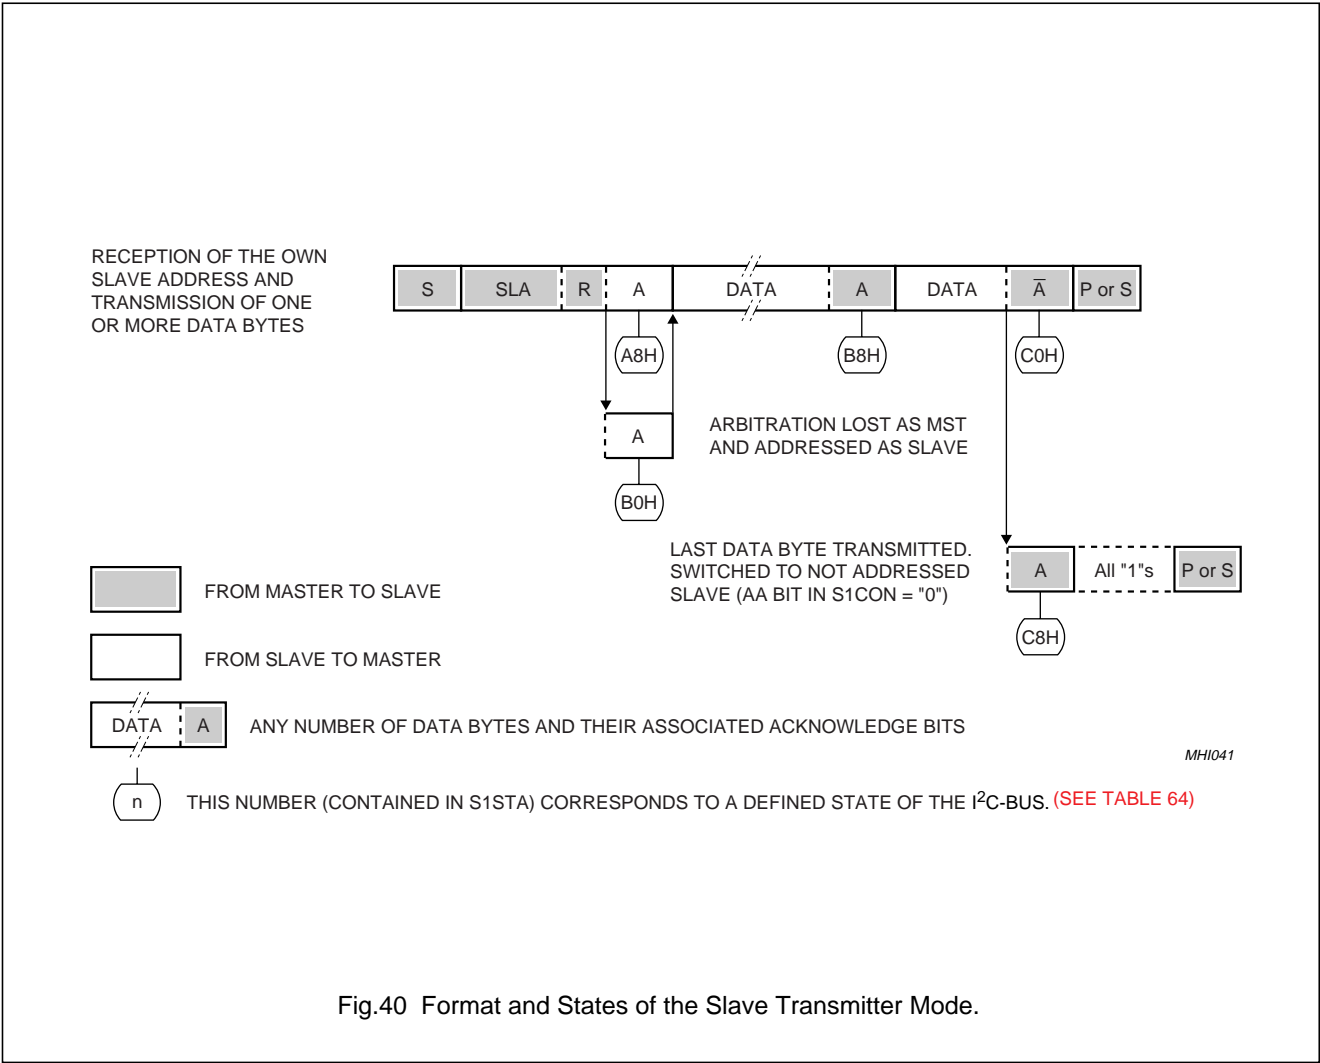 RECEPTION OF THE OWN
SLAVE ADDRESS AND
TRANSMISSION OF ONE
OR MORE DATA BYTES
S SLA R A DATA A DATA A̅ P or S
A8H B8H C0H
A
ARBITRATION LOST AS MST
AND ADDRESSED AS SLAVE
B0H
LAST DATA BYTE TRANSMITTED.
SWITCHED TO NOT ADDRESSED
SLAVE (AA BIT IN S1CON = "0")
A All "1"s P or S
C8H
FROM MASTER TO SLAVE
FROM SLAVE TO MASTER
DATA A ANY NUMBER OF DATA BYTES AND THEIR ASSOCIATED ACKNOWLEDGE BITS
MHI041
n THIS NUMBER (CONTAINED IN S1STA) CORRESPONDS TO A DEFINED STATE OF THE I²C-BUS. (SEE TABLE 64)
Fig.40 Format and States of the Slave Transmitter Mode.